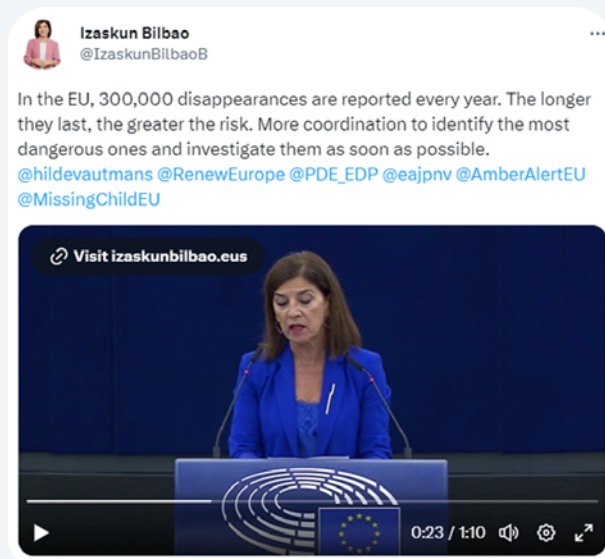 Izaskun Bilbao
@IzaskunBilbaoB
In the EU, 300,000 disappearances are reported every year. The longer
they last, the greater the risk. More coordination to identify the most
dangerous ones and investigate them as soon as possible.
@hildevautmans @RenewEurope @PDE_EDP @eajpnv @AmberAlertEU
@MissingChildEU
Visit izaskunbilbao.eus
0:23 / 1:10